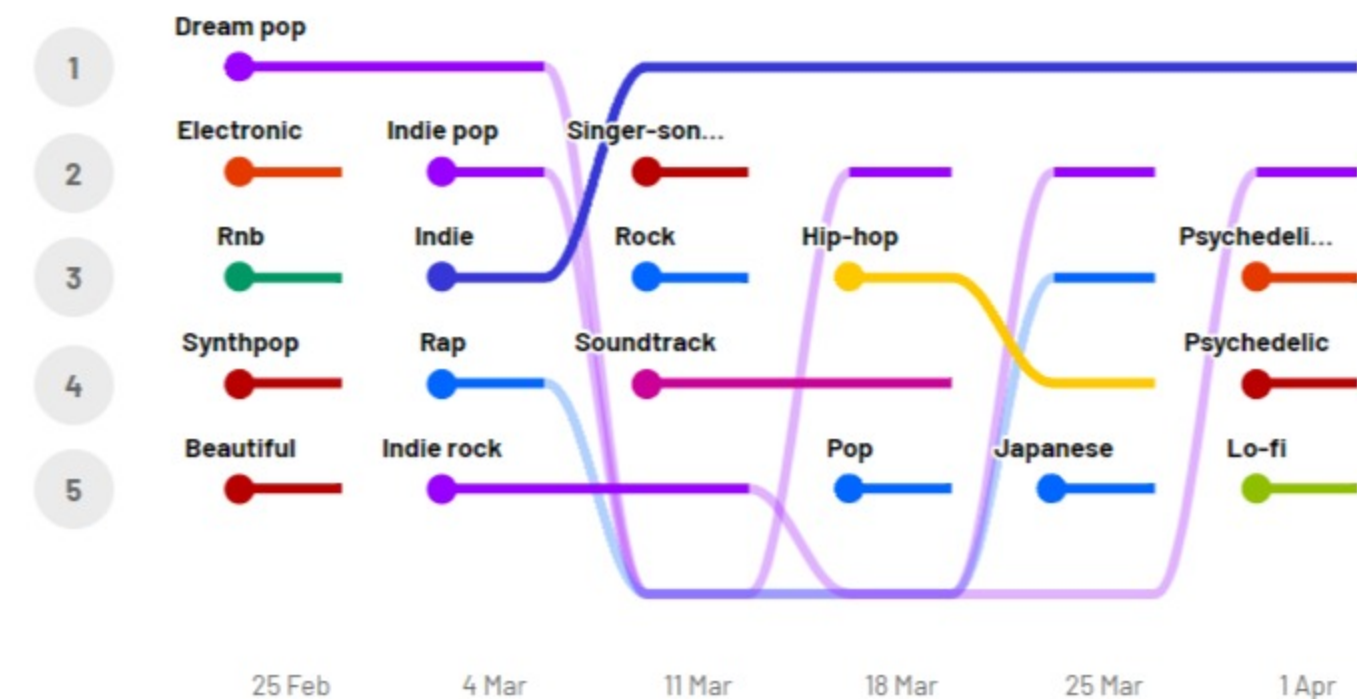 Dream pop
1
Electronic Indie pop Singer-son...
2
Rnb Indie Rock Hip-hop Psychedeli...
3
Synthpop Rap Soundtrack Psychedelic
4
Beautiful Indie rock Pop Japanese Lo-fi
5
25 Feb 4 Mar 11 Mar 18 Mar 25 Mar 1 Apr